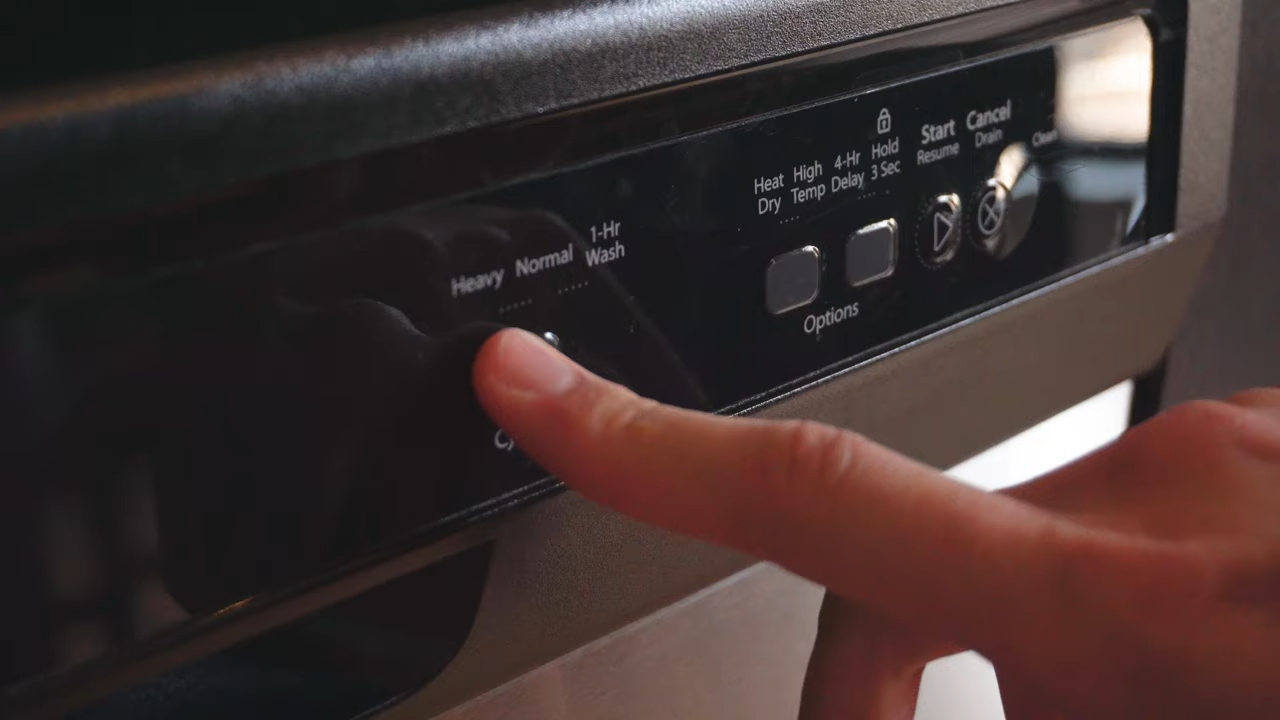 Heavy
Normal
1-Hr
Wash
Heat
Dry
High
Temp
4-Hr
Delay
Hold
3 Sec
Start
Resume
Cancel
Drain
Options